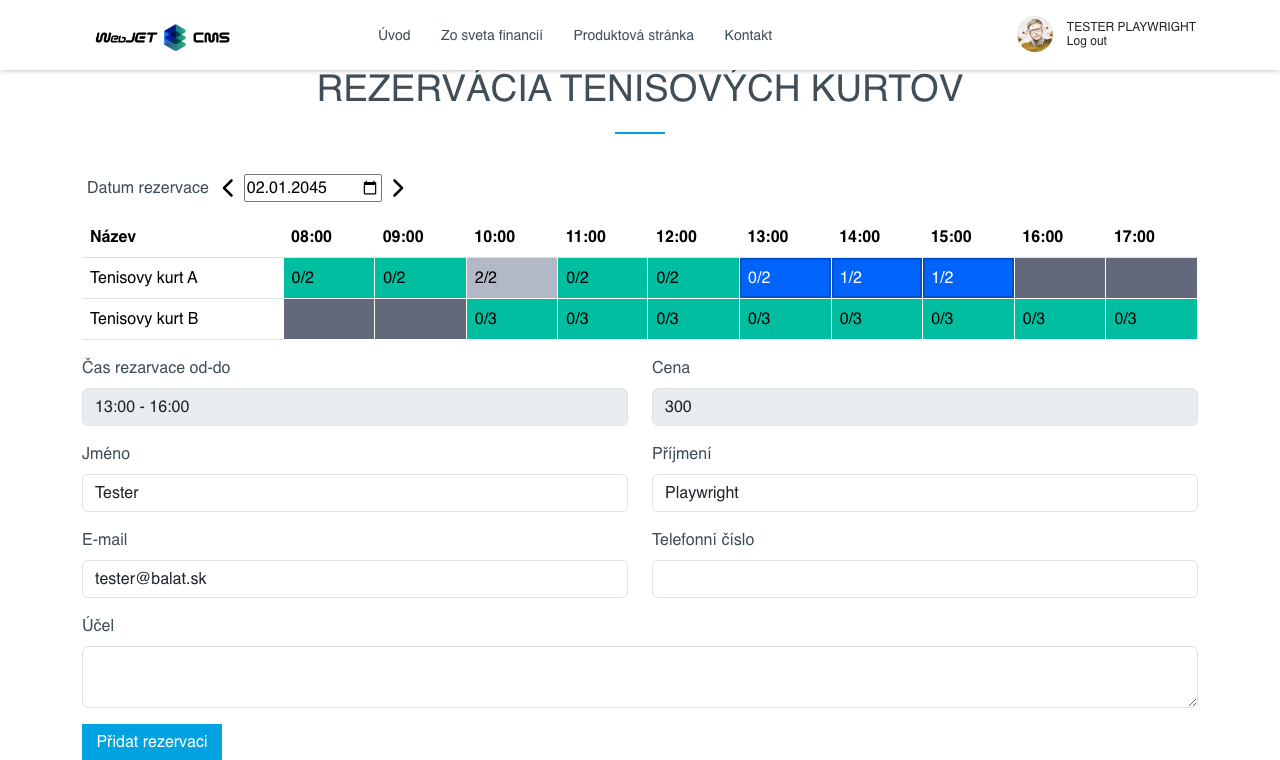 WebJET CMS
Úvod Zo sveta financií Produktová stránka Kontakt
TESTER PLAYWRIGHT
Log out
REZERVÁCIA TENISOVÝCH KURTOV
Datum rezervace 02.01.2045
Název 08:00 09:00 10:00 11:00 12:00 13:00 14:00 15:00 16:00 17:00
Tenisovy kurt A 0/2 0/2 2/2 0/2 0/2 0/2 1/2 1/2
Tenisovy kurt B 0/3 0/3 0/3 0/3 0/3 0/3 0/3 0/3
Čas rezarvace od-do Cena
13:00 - 16:00 300
Jméno Příjmení
Tester Playwright
E-mail Telefonní číslo
tester@balat.sk
Účel
Přidat rezervaci